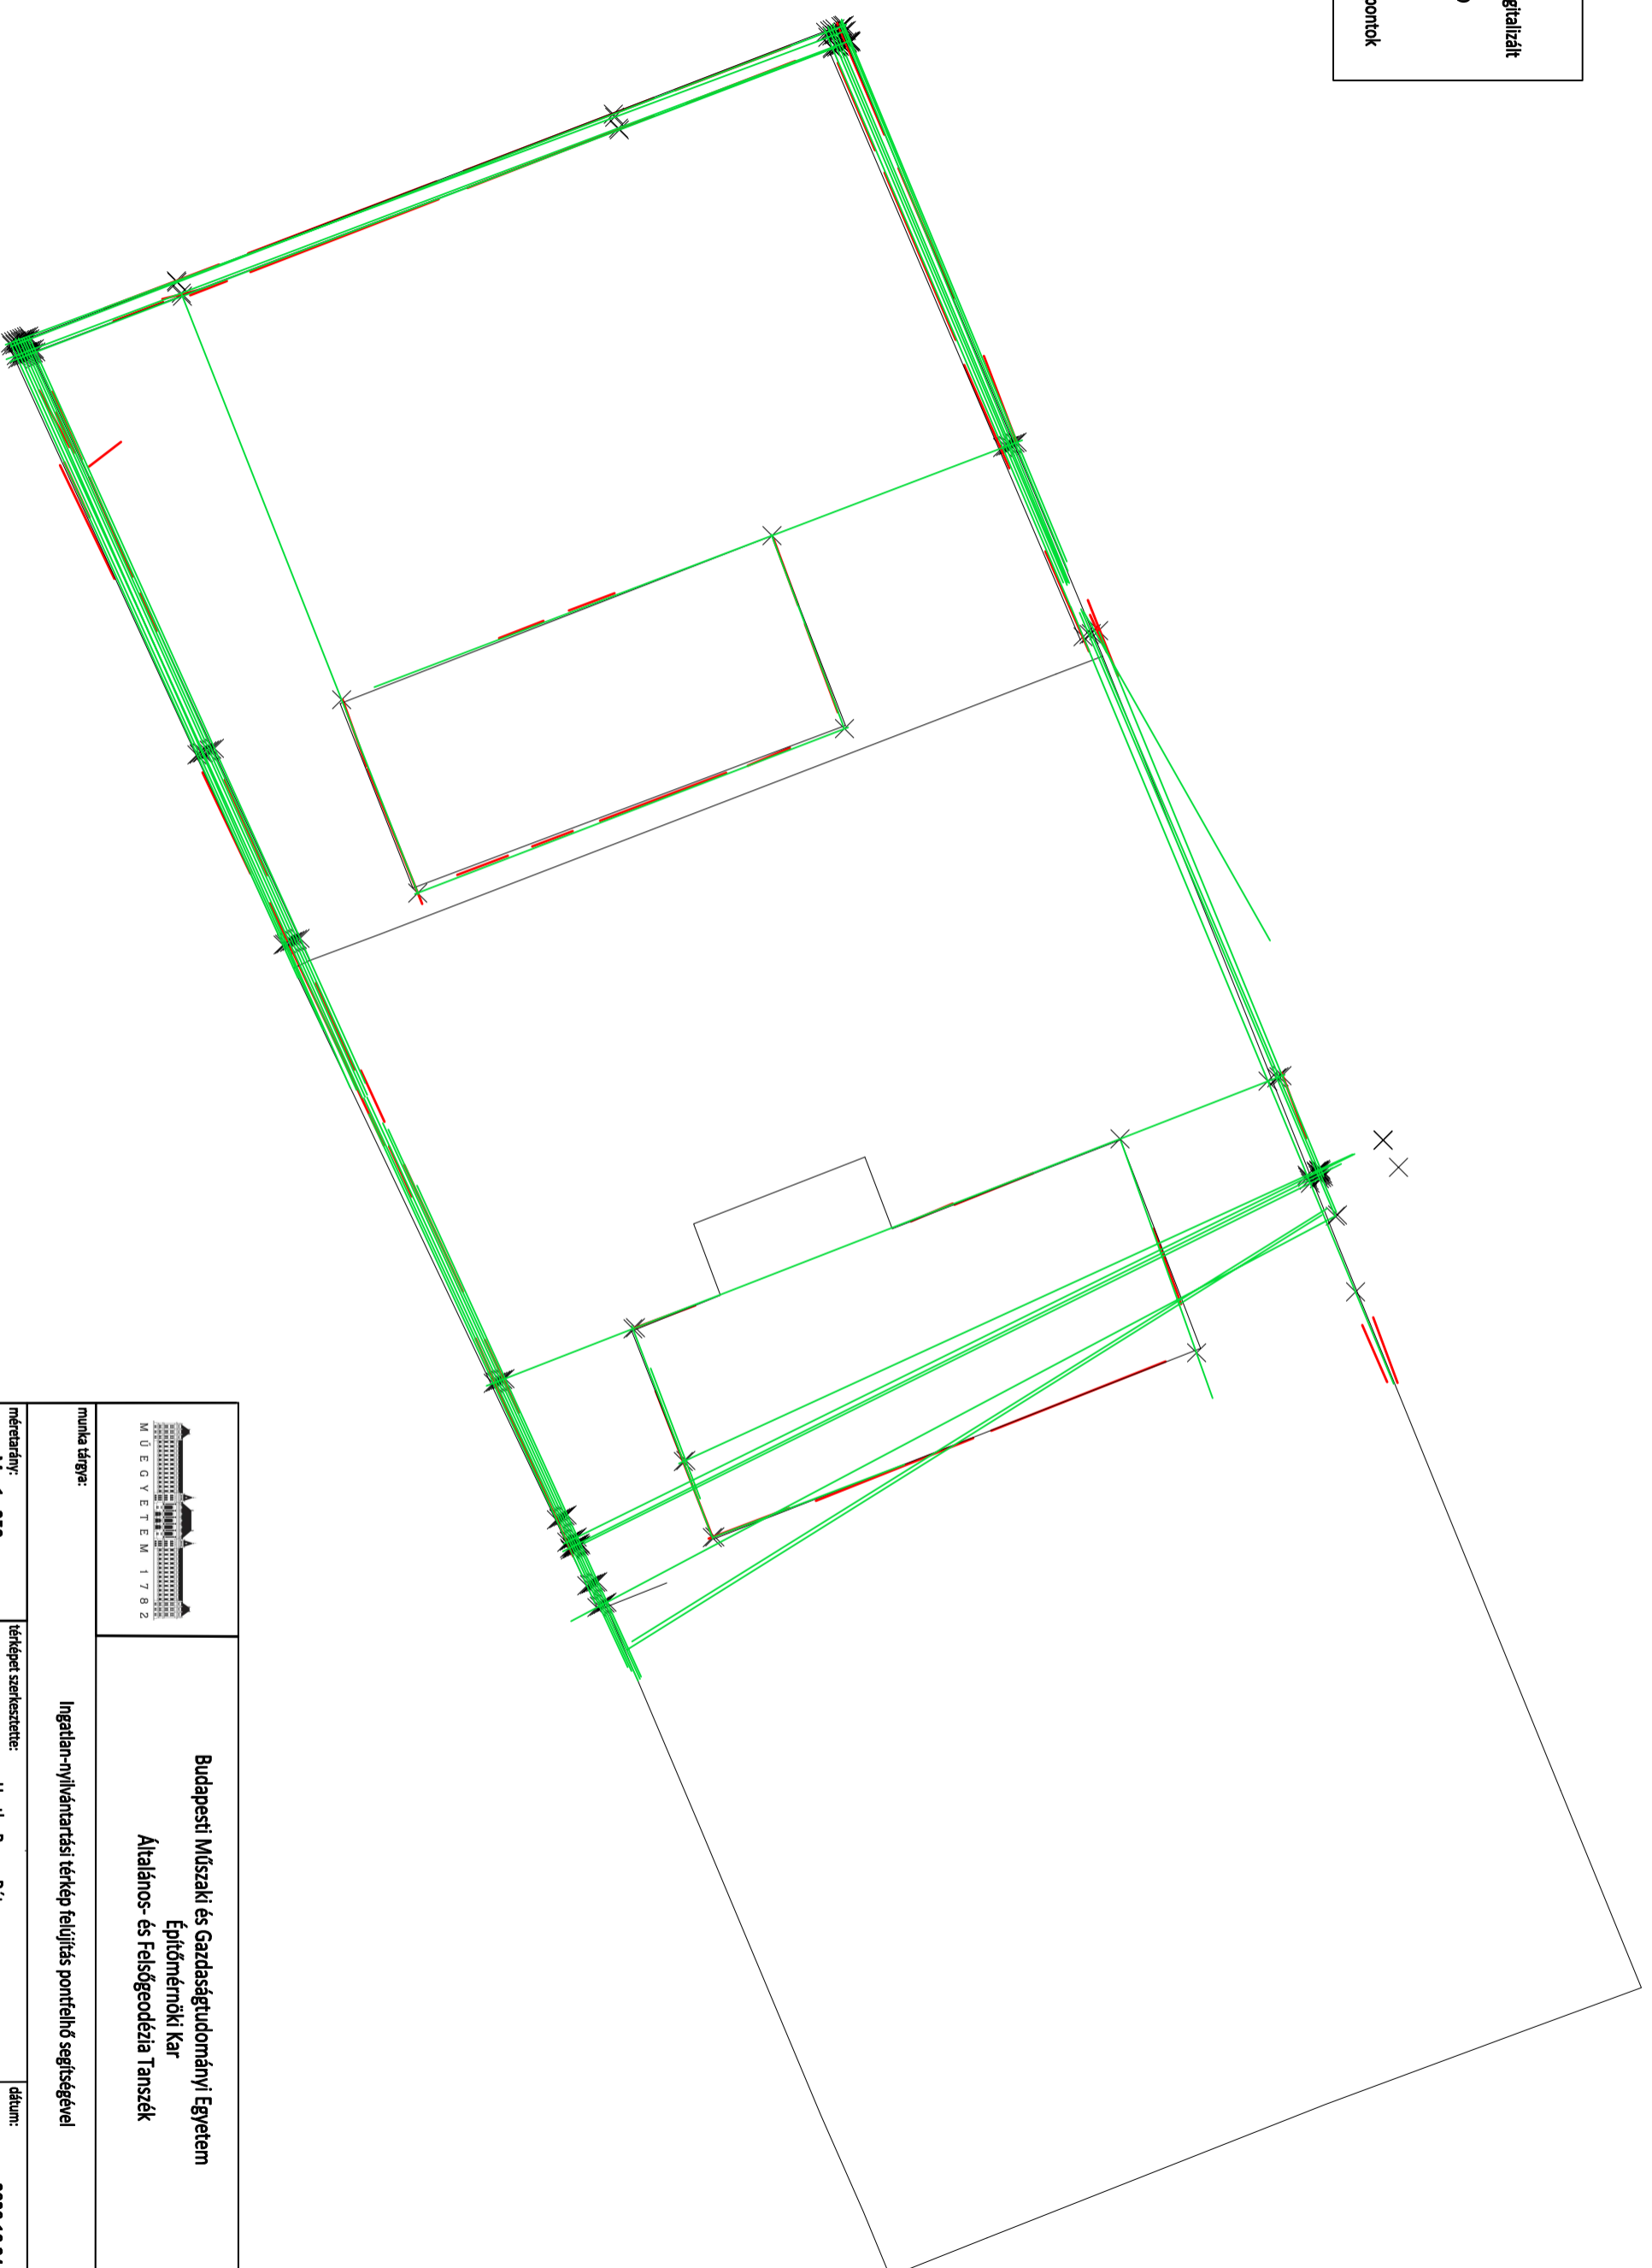 gitalizált
pontok
MŰEGYETEM 1782
Budapesti Műszaki és Gazdaságtudományi Egyetem
Építőmérnöki Kar
Általános- és Felsőgeodézia Tanszék
munka tárgya:
Ingatlan-nyilvántartási térkép felújítás pontfelhő segítségével
méretarány:
térképet szerkesztette:
dátum: